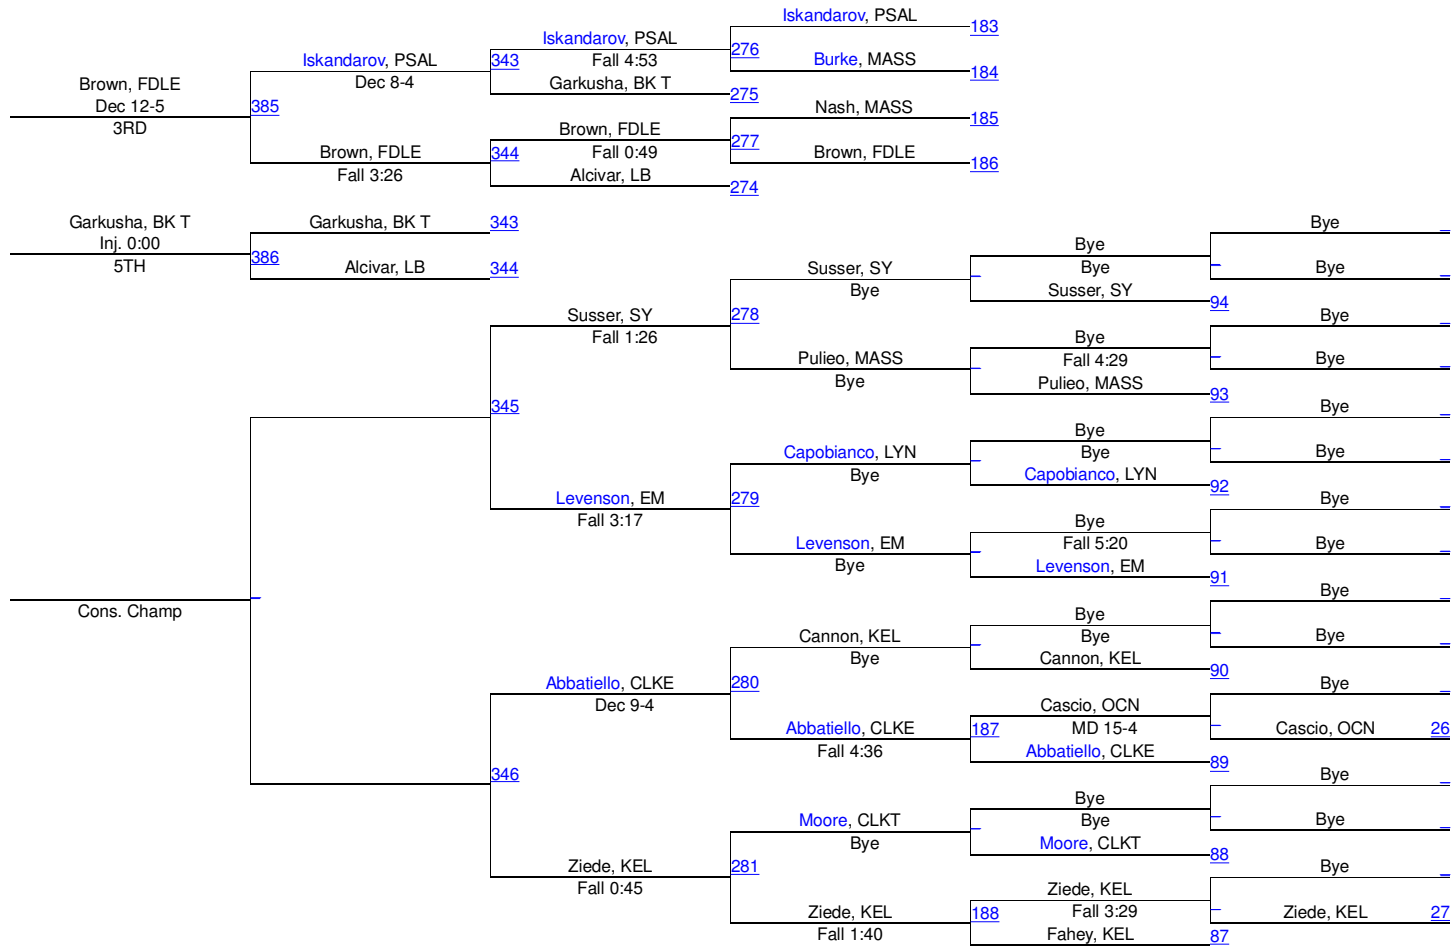 Iskandarov, PSAL
183
Iskandarov, PSAL
276
Burke, MASS
184
Iskandarov, PSAL
343
Fall 4:53
Dec 8-4
Garkusha, BK T
275
Brown, FDLE
Dec 12-5
385
3RD
Nash, MASS
185
Brown, FDLE
277
Brown, FDLE
344
Fall 0:49
Brown, FDLE
186
Fall 3:26
Alcivar, LB
274
Garkusha, BK T
Garkusha, BK T
343
Inj. 0:00
386
5TH
Alcivar, LB
344
Bye
Bye
Bye
Susser, SY
Bye
Bye
Bye
Susser, SY
94
Susser, SY
278
Bye
Fall 1:26
Bye
Pulieo, MASS
Fall 4:29
Bye
Bye
Pulieo, MASS
93
345
Bye
Bye
Capobianco, LYN
Bye
Bye
Bye
Capobianco, LYN
92
Levenson, EM
279
Bye
Fall 3:17
Bye
Levenson, EM
Fall 5:20
Bye
Bye
Levenson, EM
91
Cons. Champ
Bye
Bye
Cannon, KEL
Bye
Bye
Bye
Cannon, KEL
90
Abbatiello, CLKE
280
Bye
Dec 9-4
Cascio, OCN
Abbatiello, CLKE
187
MD 15-4
Cascio, OCN
26
Fall 4:36
Abbatiello, CLKE
89
346
Bye
Bye
Moore, CLKT
Bye
Bye
Bye
Moore, CLKT
88
Ziede, KEL
281
Bye
Fall 0:45
Ziede, KEL
Ziede, KEL
188
Fall 3:29
Ziede, KEL
27
Fall 1:40
Fahey, KEL
87